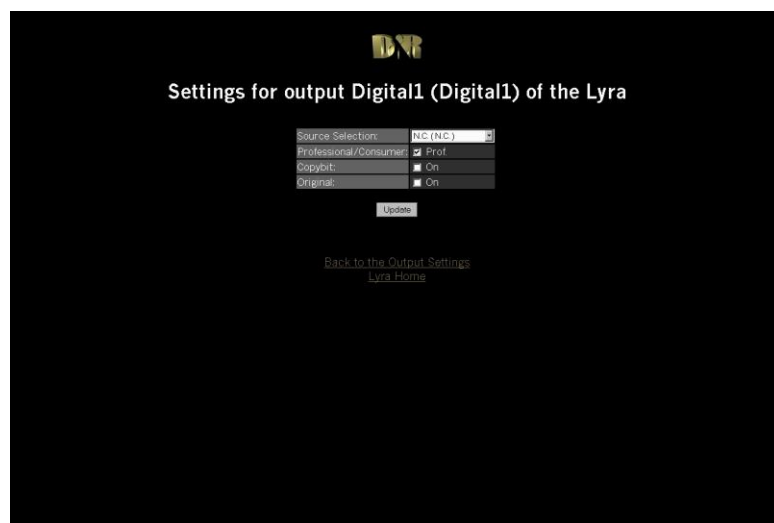 DNR
Settings for output Digital1 (Digital1) of the Lyra
Source Selection: N.C. (N.C.)
Professional/Consumer: Prof.
Copybit: On
Original: On
Update
Back to the Output Settings
Lyra Home